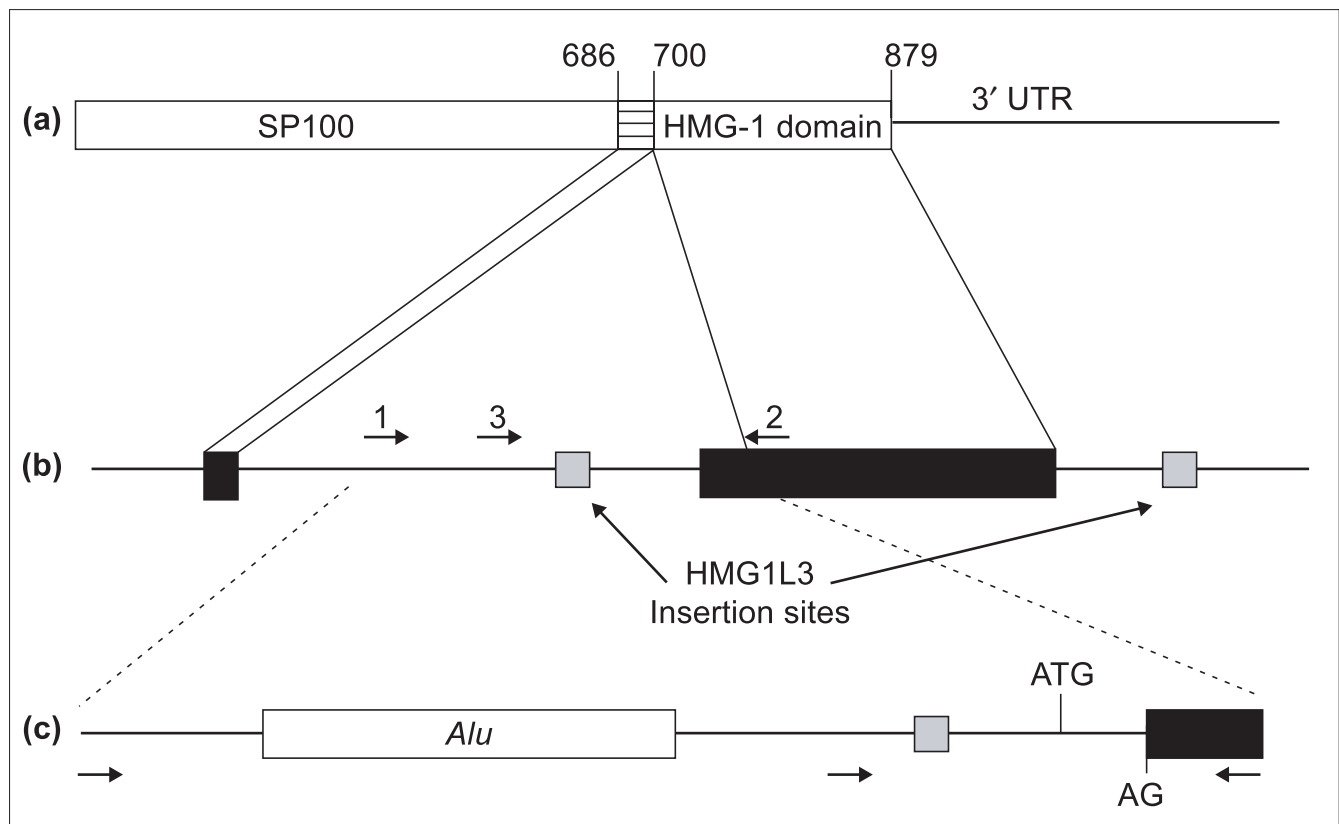 686 700 879
(a) SP100 HMG-1 domain 3′ UTR
1 3 2
(b)
HMG1L3
Insertion sites
ATG
(c) Alu
AG